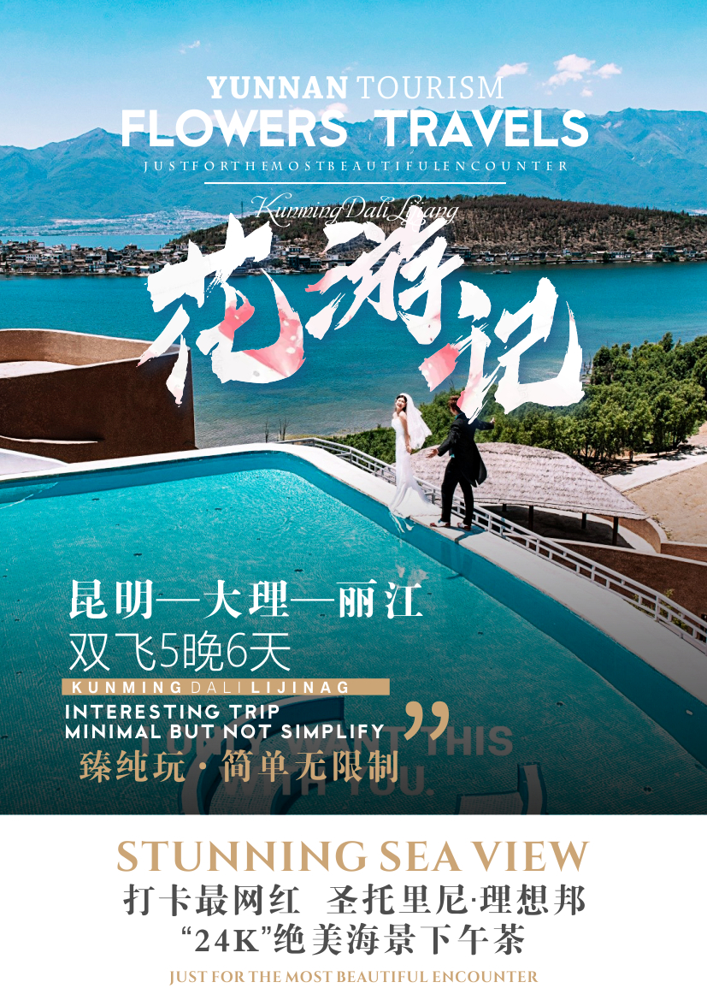 YUNNAN TOURISM
FLOWERS TRAVELS
JUSTFORTHEMOSTBEAUTIFULENCOUNTER
KunmingDaliLijiang
花游记
昆明—大理—丽江
双飞5晚6天
KUNMING DALI LIJINAG
INTERESTING TRIP
MINIMAL BUT NOT SIMPLIFY
”
I ONLY WANT THIS
WITH YOU.
臻纯玩·简单无限制
STUNNING SEA VIEW
打卡最网红 圣托里尼·理想邦
“24K”绝美海景下午茶
JUST FOR THE MOST BEAUTIFUL ENCOUNTER